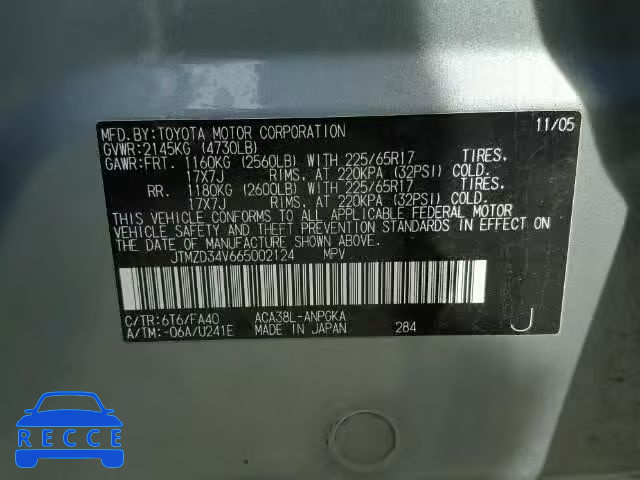 MFD. BY: TOYOTA MOTOR CORPORATION 11/05
GVWR: 2145KG (4730LB)
GAWR: FRT. 1160KG (2560LB) WITH 225/65R17 TIRES.
17X7J RIMS. AT 220KPA (32PSI) COLD.
RR. 1180KG (2600LB) WITH 225/65R17 TIRES.
17X7J RIMS. AT 220KPA (32PSI) COLD.
THIS VEHICLE CONFORMS TO ALL APPLICABLE FEDERAL MOTOR
VEHICLE SAFETY AND THEFT PREVENTION STANDARDS IN EFFECT ON
THE DATE OF MANUFACTURE SHOWN ABOVE.
JTMZD34V665002124 MPV
C/TR: 6T6/FA40 ACA38L-ANPGKA
A/TM: -06A/U241E MADE IN JAPAN 284 J
RECCE